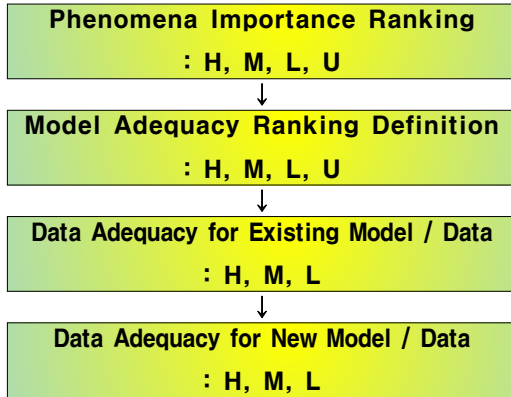 Phenomena Importance Ranking
: H, M, L, U
Model Adequacy Ranking Definition
: H, M, L, U
Data Adequacy for Existing Model / Data
: H, M, L
Data Adequacy for New Model / Data
: H, M, L